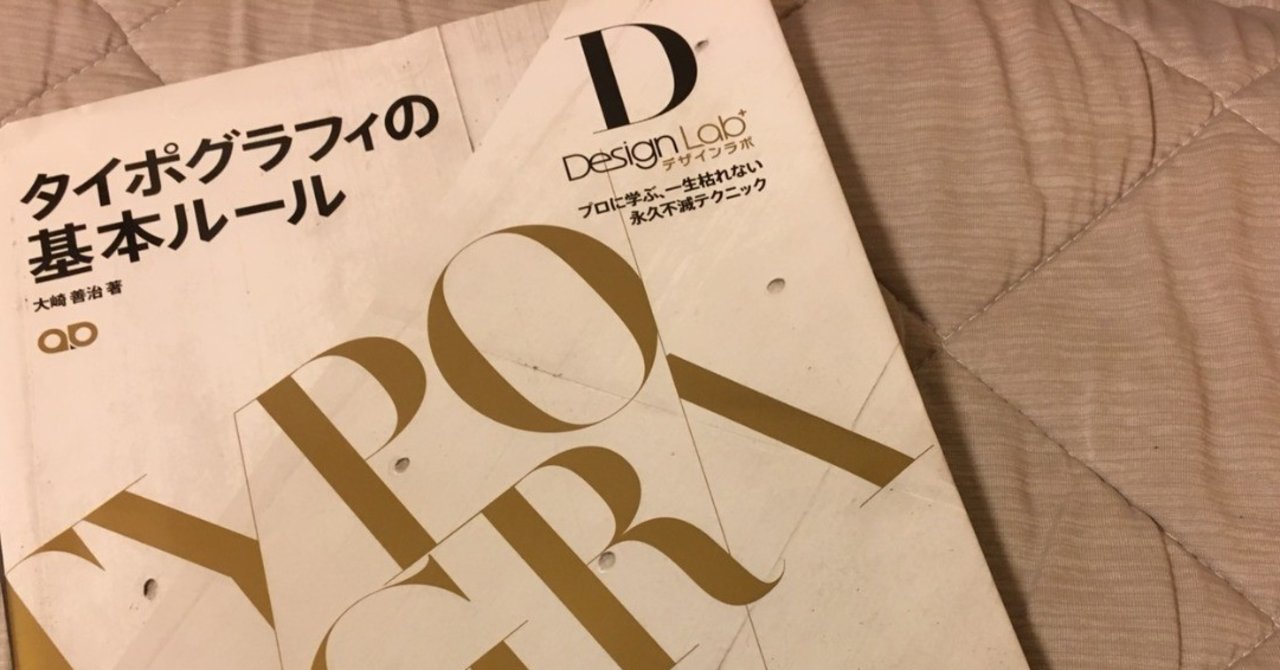 タイポグラフィの
基本ルール
大崎 善治 著
D
Design Lab+
デザインラボ
プロに学ぶ、一生枯れない
永久不滅テクニック
TYPO
GRA